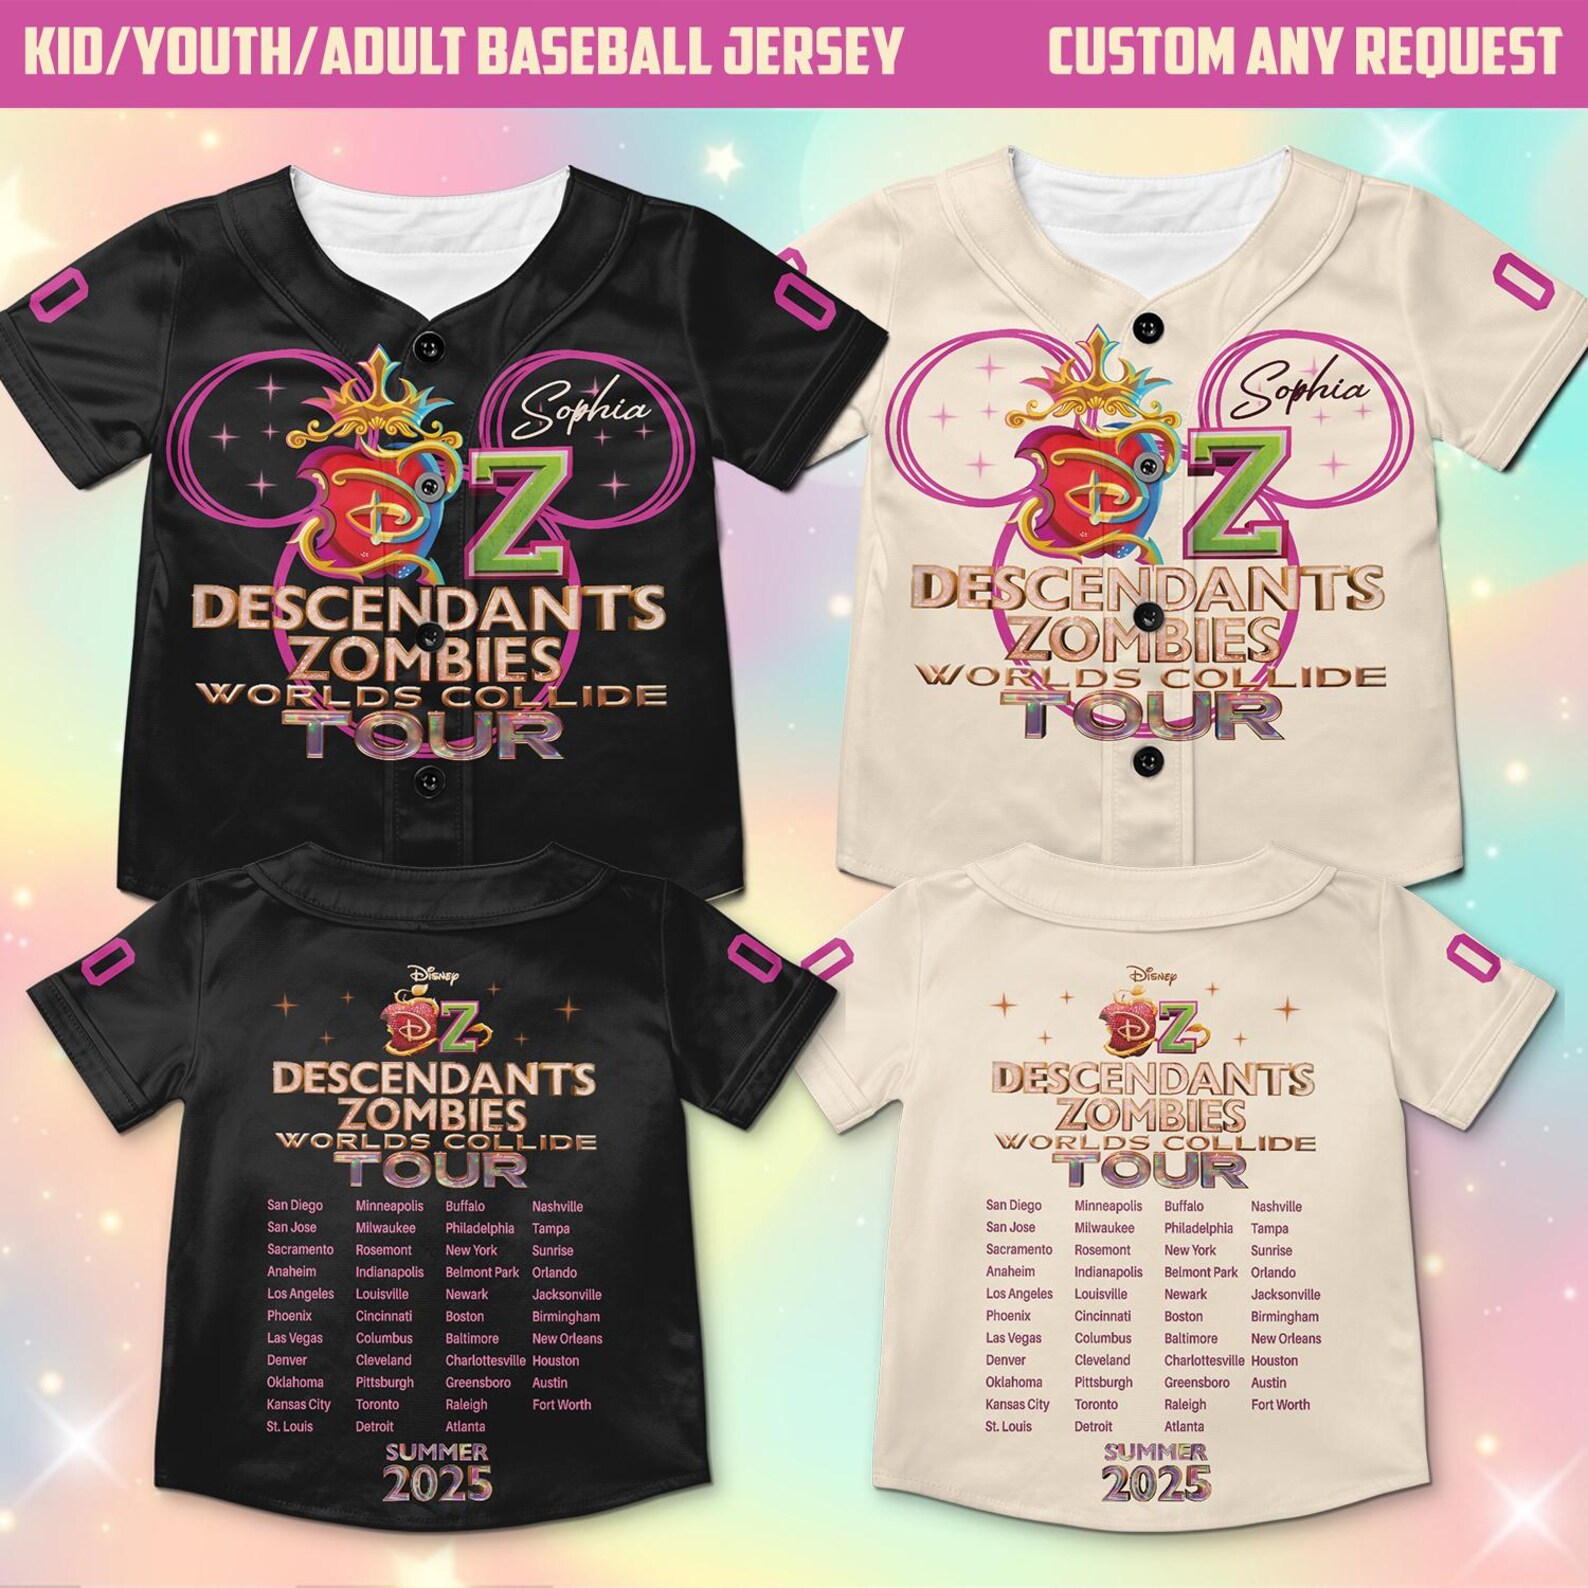 KID/YOUTH/ADULT BASEBALL JERSEY
CUSTOM ANY REQUEST
0
0
Sophia
D
Z
DESCENDANTS
ZOMBIES
WORLDS COLLIDE
TOUR
0
0
Sophia
D
Z
DESCENDANTS
ZOMBIES
WORLDS COLLIDE
TOUR
0
0
Disney
D Z
DESCENDANTS
ZOMBIES
WORLDS COLLIDE
TOUR
San Diego Minneapolis Buffalo Nashville
San Jose Milwaukee Philadelphia Tampa
Sacramento Rosemont New York Sunrise
Anaheim Indianapolis Belmont Park Orlando
Los Angeles Louisville Newark Jacksonville
Phoenix Cincinnati Boston Birmingham
Las Vegas Columbus Baltimore New Orleans
Denver Cleveland Charlottesville Houston
Oklahoma Pittsburgh Greensboro Austin
Kansas City Toronto Raleigh Fort Worth
St. Louis Detroit Atlanta
SUMMER
2025
0
0
Disney
D Z
DESCENDANTS
ZOMBIES
WORLDS COLLIDE
TOUR
San Diego Minneapolis Buffalo Nashville
San Jose Milwaukee Philadelphia Tampa
Sacramento Rosemont New York Sunrise
Anaheim Indianapolis Belmont Park Orlando
Los Angeles Louisville Newark Jacksonville
Phoenix Cincinnati Boston Birmingham
Las Vegas Columbus Baltimore New Orleans
Denver Cleveland Charlottesville Houston
Oklahoma Pittsburgh Greensboro Austin
Kansas City Toronto Raleigh Fort Worth
St. Louis Detroit Atlanta
SUMMER
2025